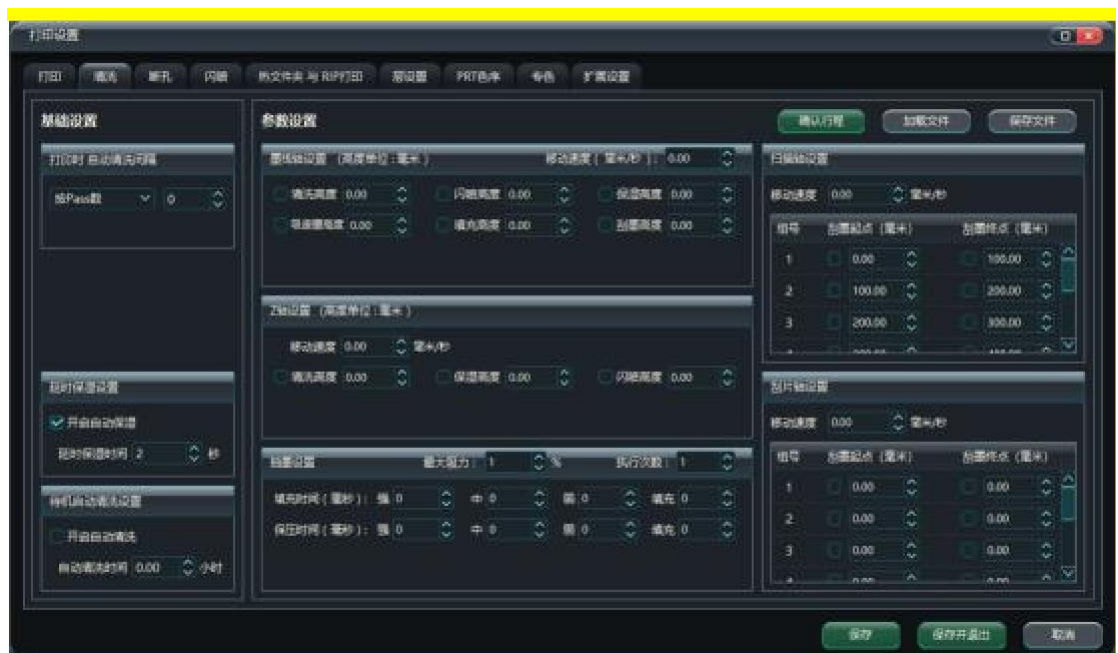 打印设置
打印 清洗 断孔 闪喷 热文件夹 与 RIP打印 层设置 PRT色序 专色 扩展设置
基础设置
打印时 自动清洗间隔
按Pass数 0
延时保湿设置
开启自动保湿
延时保湿时间 2 秒
待机自动清洗设置
开启自动清洗
自动清洗时间 0.00 小时
参数设置
确认行程 加载文件 保存文件
墨栈轴设置 (高度单位:毫米) 移动速度(毫米/秒): 0.00
清洗高度 0.00 闪喷高度 0.00 保湿高度 0.00
吸废墨高度 0.00 填充高度 0.00 刮墨高度 0.00
Z轴设置 (高度单位:毫米)
移动速度 0.00 毫米/秒
清洗高度 0.00 保湿高度 0.00 闪喷高度 0.00
最大阻力: 1 % 执行次数: 1
填充时间(毫秒): 强 0 中 0 弱 0 填充 0
保压时间(毫秒): 强 0 中 0 弱 0 填充 0
扫描轴设置
移动速度 0.00 毫米/秒
组号 刮墨起点 (毫米) 刮墨终点 (毫米)
1 0.00 100.00
2 100.00 200.00
3 200.00 300.00
刮片轴设置
移动速度 0.00 毫米/秒
组号 刮墨起点 (毫米) 刮墨终点 (毫米)
1 0.00 0.00
2 0.00 0.00
3 0.00 0.00
保存 保存并退出 取消